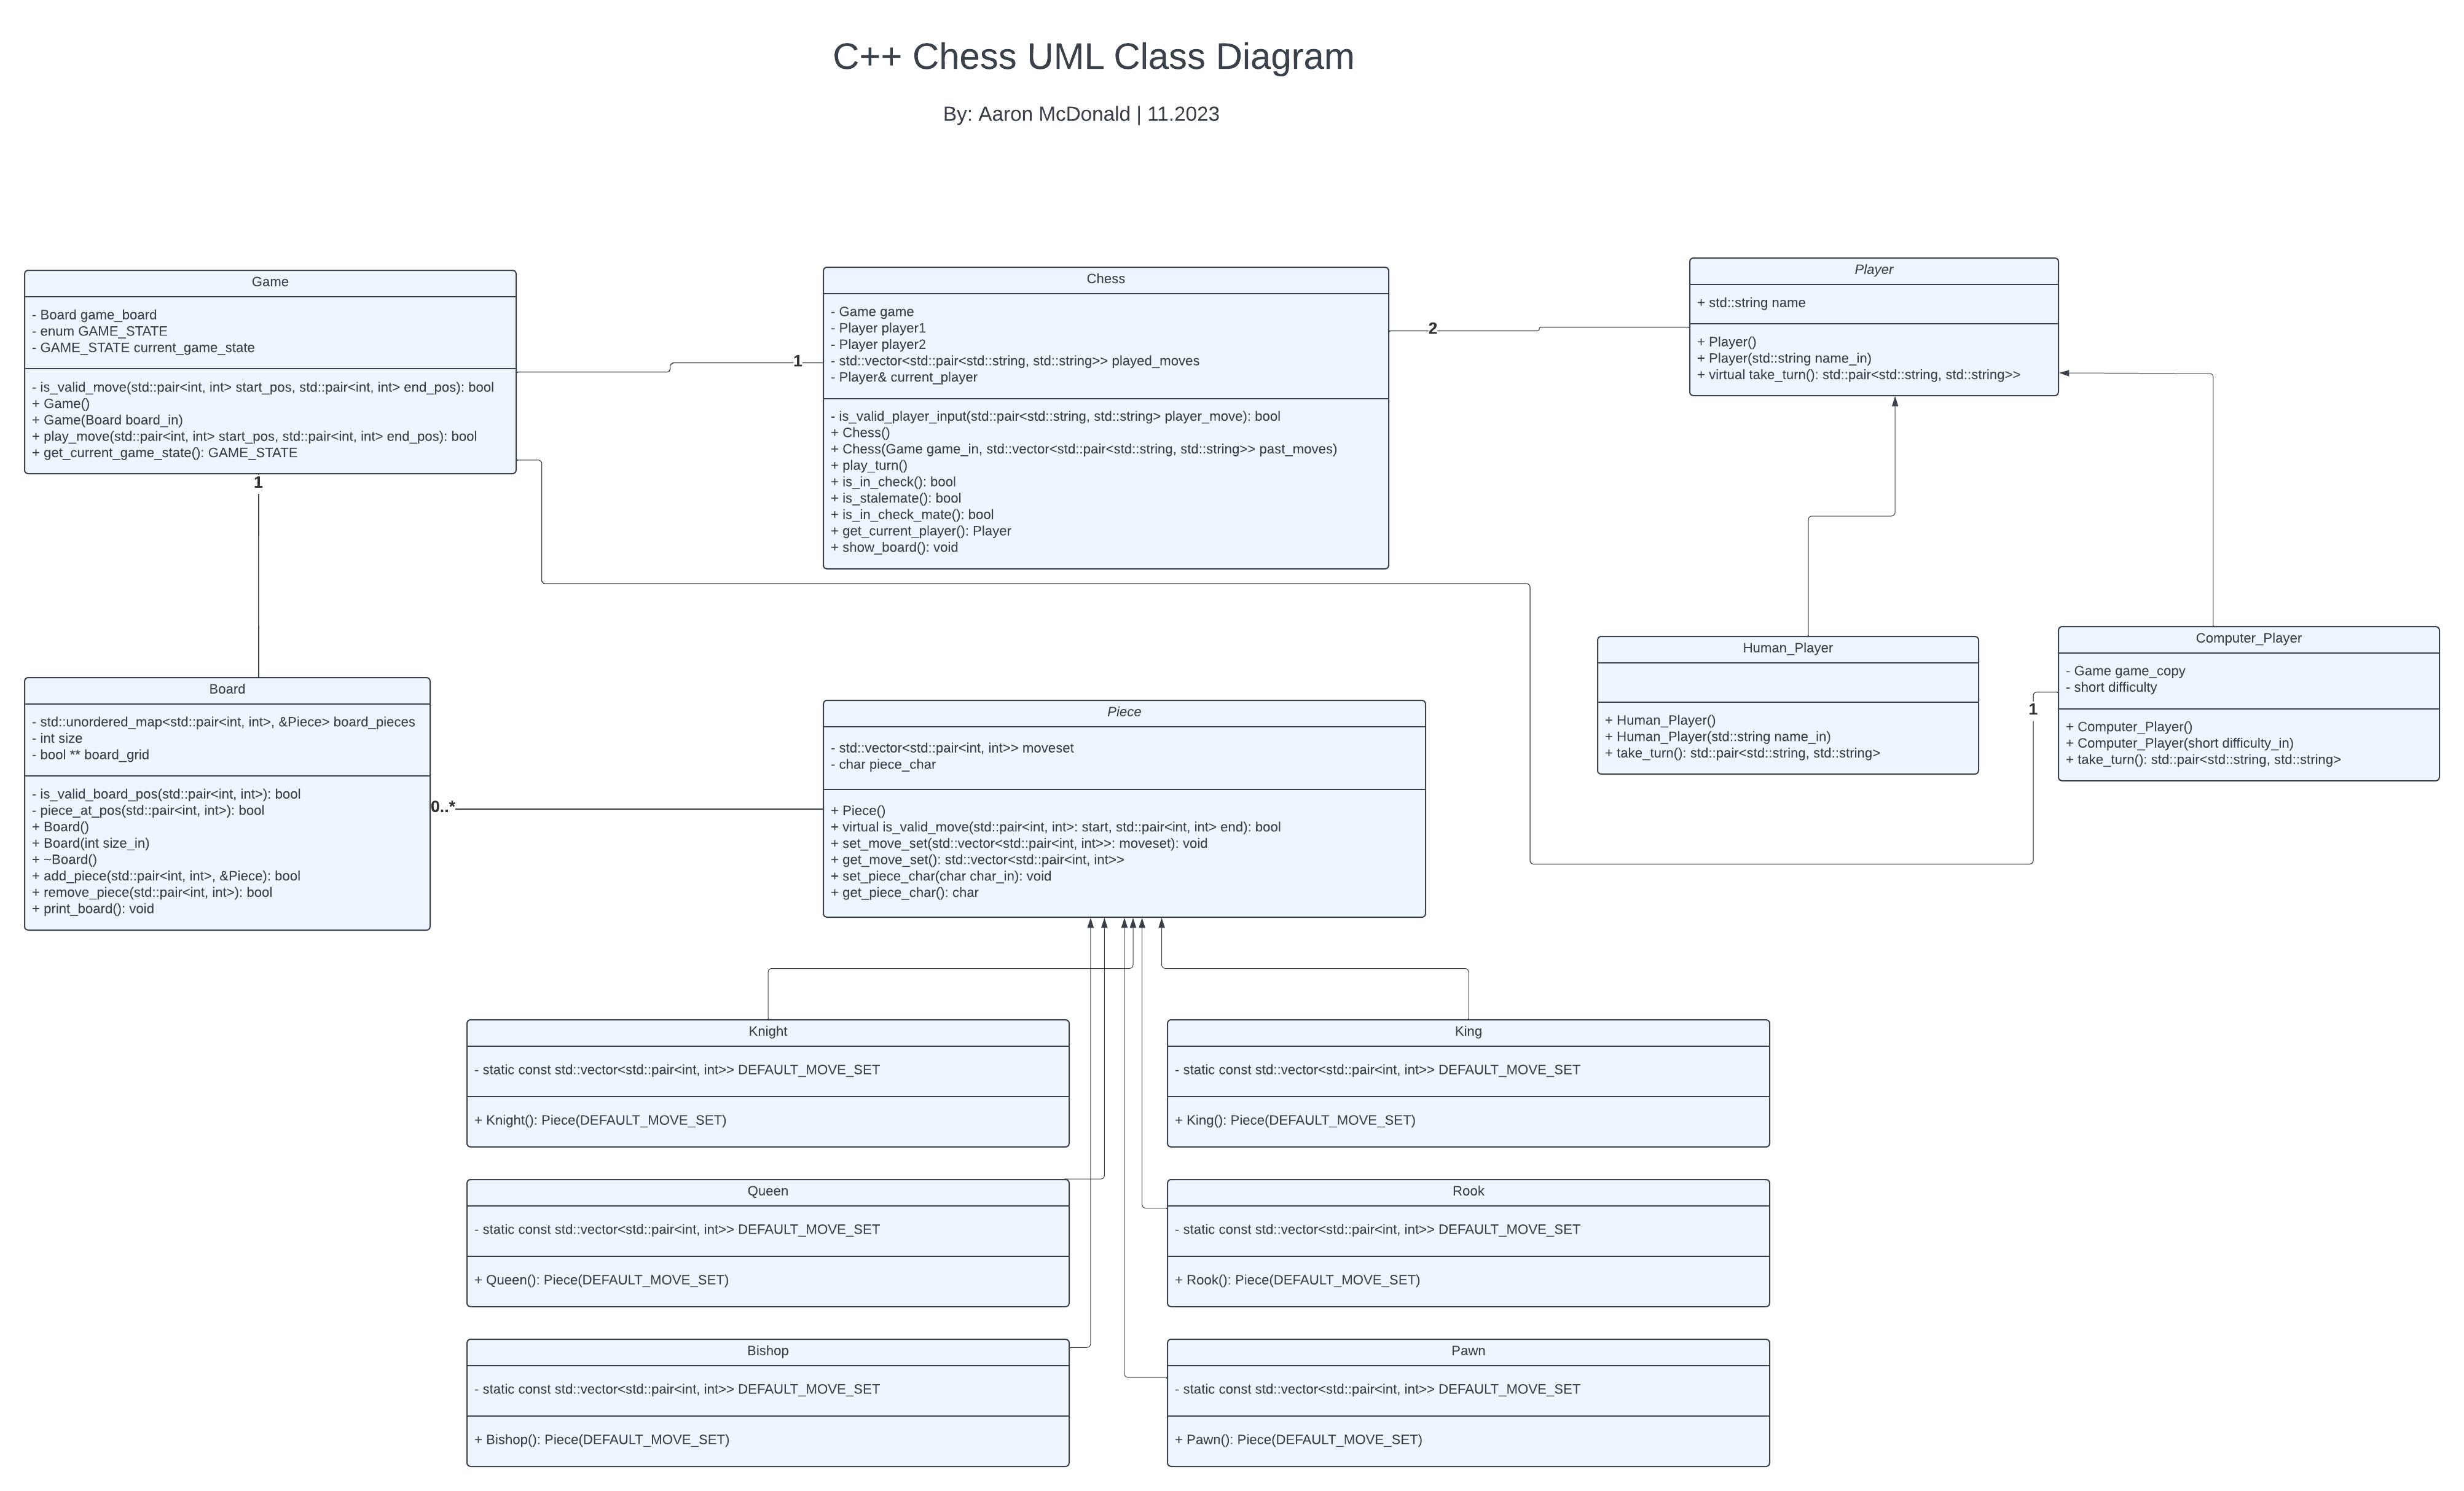 C++ Chess UML Class Diagram
By: Aaron McDonald | 11.2023
Game
- Board game_board
- enum GAME_STATE
- GAME_STATE current_game_state
- is_valid_move(std::pair<int, int> start_pos, std::pair<int, int> end_pos): bool
+ Game()
+ Game(Board board_in)
+ play_move(std::pair<int, int> start_pos, std::pair<int, int> end_pos): bool
+ get_current_game_state(): GAME_STATE
1
Chess
- Game game
- Player player1
- Player player2
- std::vector<std::pair<std::string, std::string>> played_moves
- Player& current_player
- is_valid_player_input(std::pair<std::string, std::string> player_move): bool
+ Chess()
+ Chess(Game game_in, std::vector<std::pair<std::string, std::string>> past_moves)
+ play_turn()
+ is_in_check(): bool
+ is_stalemate(): bool
+ is_in_check_mate(): bool
+ get_current_player(): Player
+ show_board(): void
2
Player
+ std::string name
+ Player()
+ Player(std::string name_in)
+ virtual take_turn(): std::pair<std::string, std::string>>
1
Board
- std::unordered_map<std::pair<int, int>, &Piece> board_pieces
- int size
- bool ** board_grid
- is_valid_board_pos(std::pair<int, int>): bool
- piece_at_pos(std::pair<int, int>): bool
+ Board()
+ Board(int size_in)
+ ~Board()
+ add_piece(std::pair<int, int>, &Piece): bool
+ remove_piece(std::pair<int, int>): bool
+ print_board(): void
0..*
Piece
- std::vector<std::pair<int, int>> moveset
- char piece_char
+ Piece()
+ virtual is_valid_move(std::pair<int, int>: start, std::pair<int, int> end): bool
+ set_move_set(std::vector<std::pair<int, int>>: moveset): void
+ get_move_set(): std::vector<std::pair<int, int>>
+ set_piece_char(char char_in): void
+ get_piece_char(): char
Human_Player
+ Human_Player()
+ Human_Player(std::string name_in)
+ take_turn(): std::pair<std::string, std::string>
1
Computer_Player
- Game game_copy
- short difficulty
+ Computer_Player()
+ Computer_Player(short difficulty_in)
+ take_turn(): std::pair<std::string, std::string>
Knight
- static const std::vector<std::pair<int, int>> DEFAULT_MOVE_SET
+ Knight(): Piece(DEFAULT_MOVE_SET)
King
- static const std::vector<std::pair<int, int>> DEFAULT_MOVE_SET
+ King(): Piece(DEFAULT_MOVE_SET)
Queen
- static const std::vector<std::pair<int, int>> DEFAULT_MOVE_SET
+ Queen(): Piece(DEFAULT_MOVE_SET)
Rook
- static const std::vector<std::pair<int, int>> DEFAULT_MOVE_SET
+ Rook(): Piece(DEFAULT_MOVE_SET)
Bishop
- static const std::vector<std::pair<int, int>> DEFAULT_MOVE_SET
+ Bishop(): Piece(DEFAULT_MOVE_SET)
Pawn
- static const std::vector<std::pair<int, int>> DEFAULT_MOVE_SET
+ Pawn(): Piece(DEFAULT_MOVE_SET)